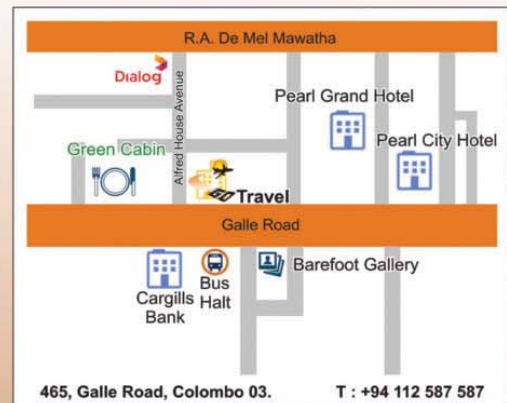 R.A. De Mel Mawatha
Dialog
Alfred House Avenue
Pearl Grand Hotel
Green Cabin
Pearl City Hotel
GO Travel
Galle Road
Cargills
Bank
Bus
Halt
Barefoot Gallery
465, Galle Road, Colombo 03. T : +94 112 587 587